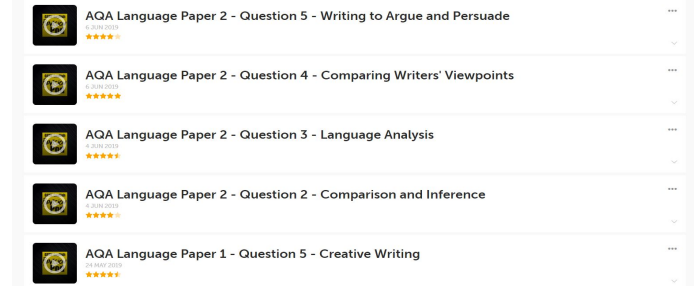 AQA Language Paper 2 - Question 5 - Writing to Argue and Persuade
6 JUN 2019
AQA Language Paper 2 - Question 4 - Comparing Writers' Viewpoints
6 JUN 2019
AQA Language Paper 2 - Question 3 - Language Analysis
4 JUN 2019
AQA Language Paper 2 - Question 2 - Comparison and Inference
4 JUN 2019
AQA Language Paper 1 - Question 5 - Creative Writing
24 MAY 2019